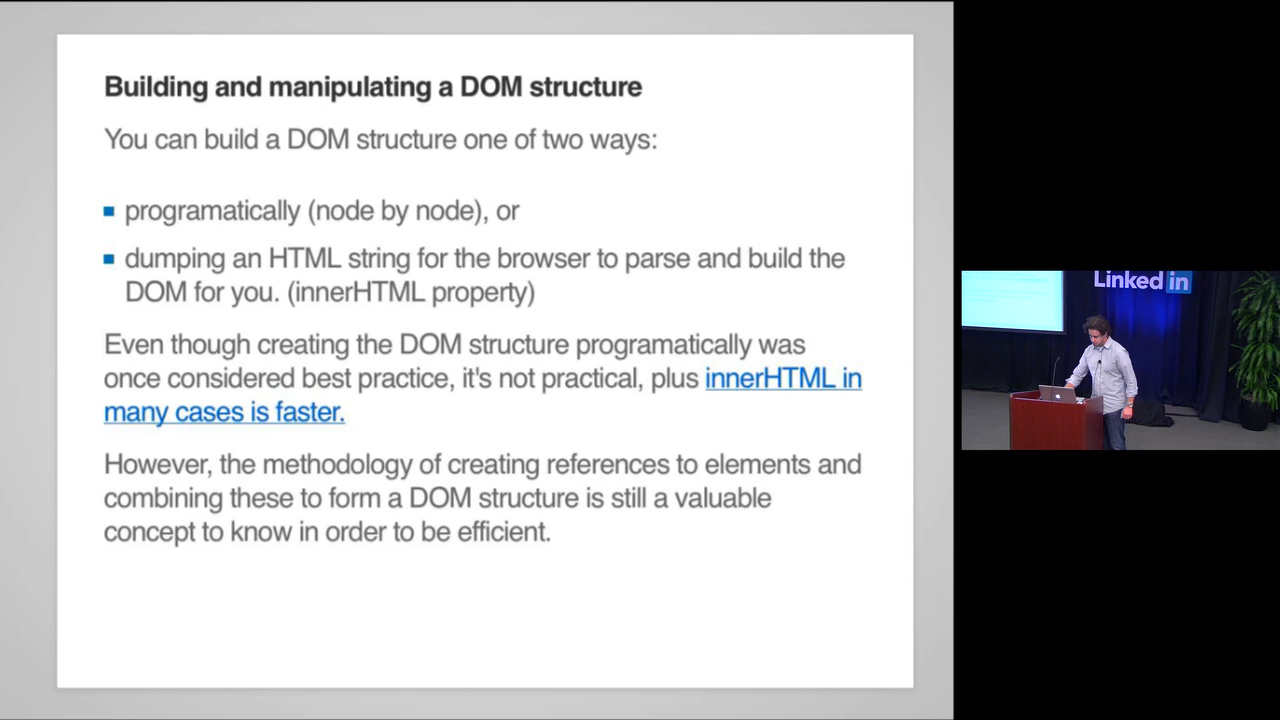 Building and manipulating a DOM structure
You can build a DOM structure one of two ways:
programatically (node by node), or
dumping an HTML string for the browser to parse and build the
DOM for you. (innerHTML property)
Even though creating the DOM structure programatically was
once considered best practice, it's not practical, plus innerHTML in
many cases is faster.
However, the methodology of creating references to elements and
combining these to form a DOM structure is still a valuable
concept to know in order to be efficient.
Linked in